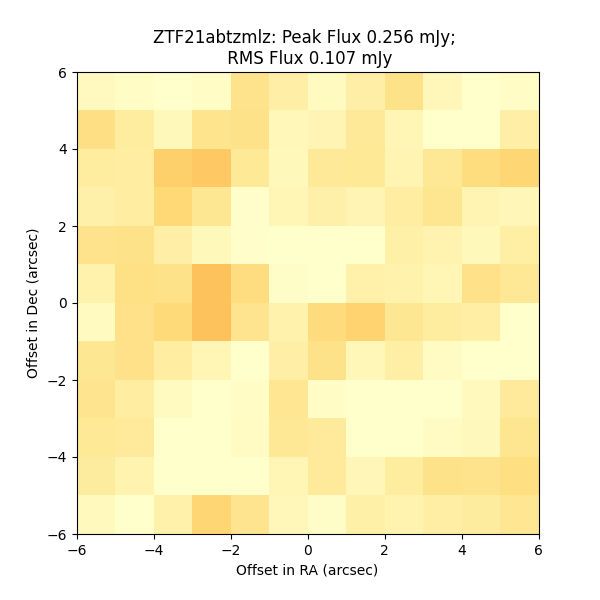 ZTF21abtzmlz: Peak Flux 0.256 mJy;
RMS Flux 0.107 mJy
6
4
2
0
−2
−4
−6
Offset in Dec (arcsec)
−6 −4 −2 0 2 4 6
Offset in RA (arcsec)